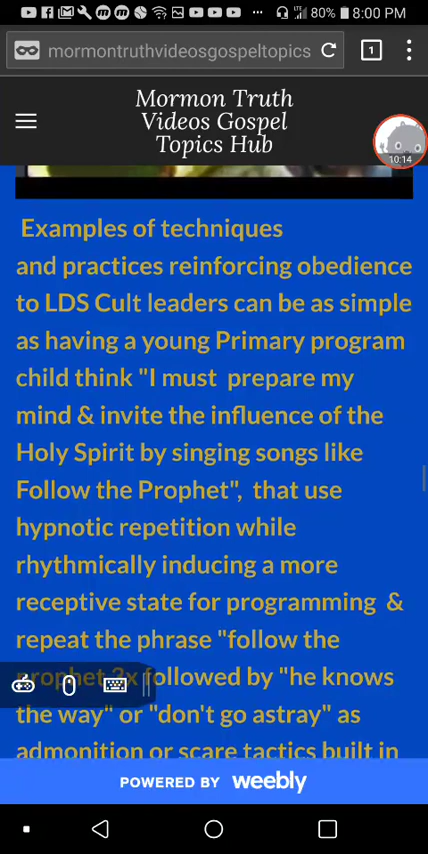 80% 8:00 PM
mormontruthvideosgospeltopics
1
Mormon Truth
Videos Gospel
Topics Hub
10:14
Examples of techniques
and practices reinforcing obedience
to LDS Cult leaders can be as simple
as having a young Primary program
child think "I must prepare my
mind & invite the influence of the
Holy Spirit by singing songs like
Follow the Prophet", that use
hypnotic repetition while
rhythmically inducing a more
receptive state for programming &
repeat the phrase "follow the
prophet 2x followed by "he knows
the way" or "don't go astray" as
admonition or scare tactics built in
POWERED BY weebly